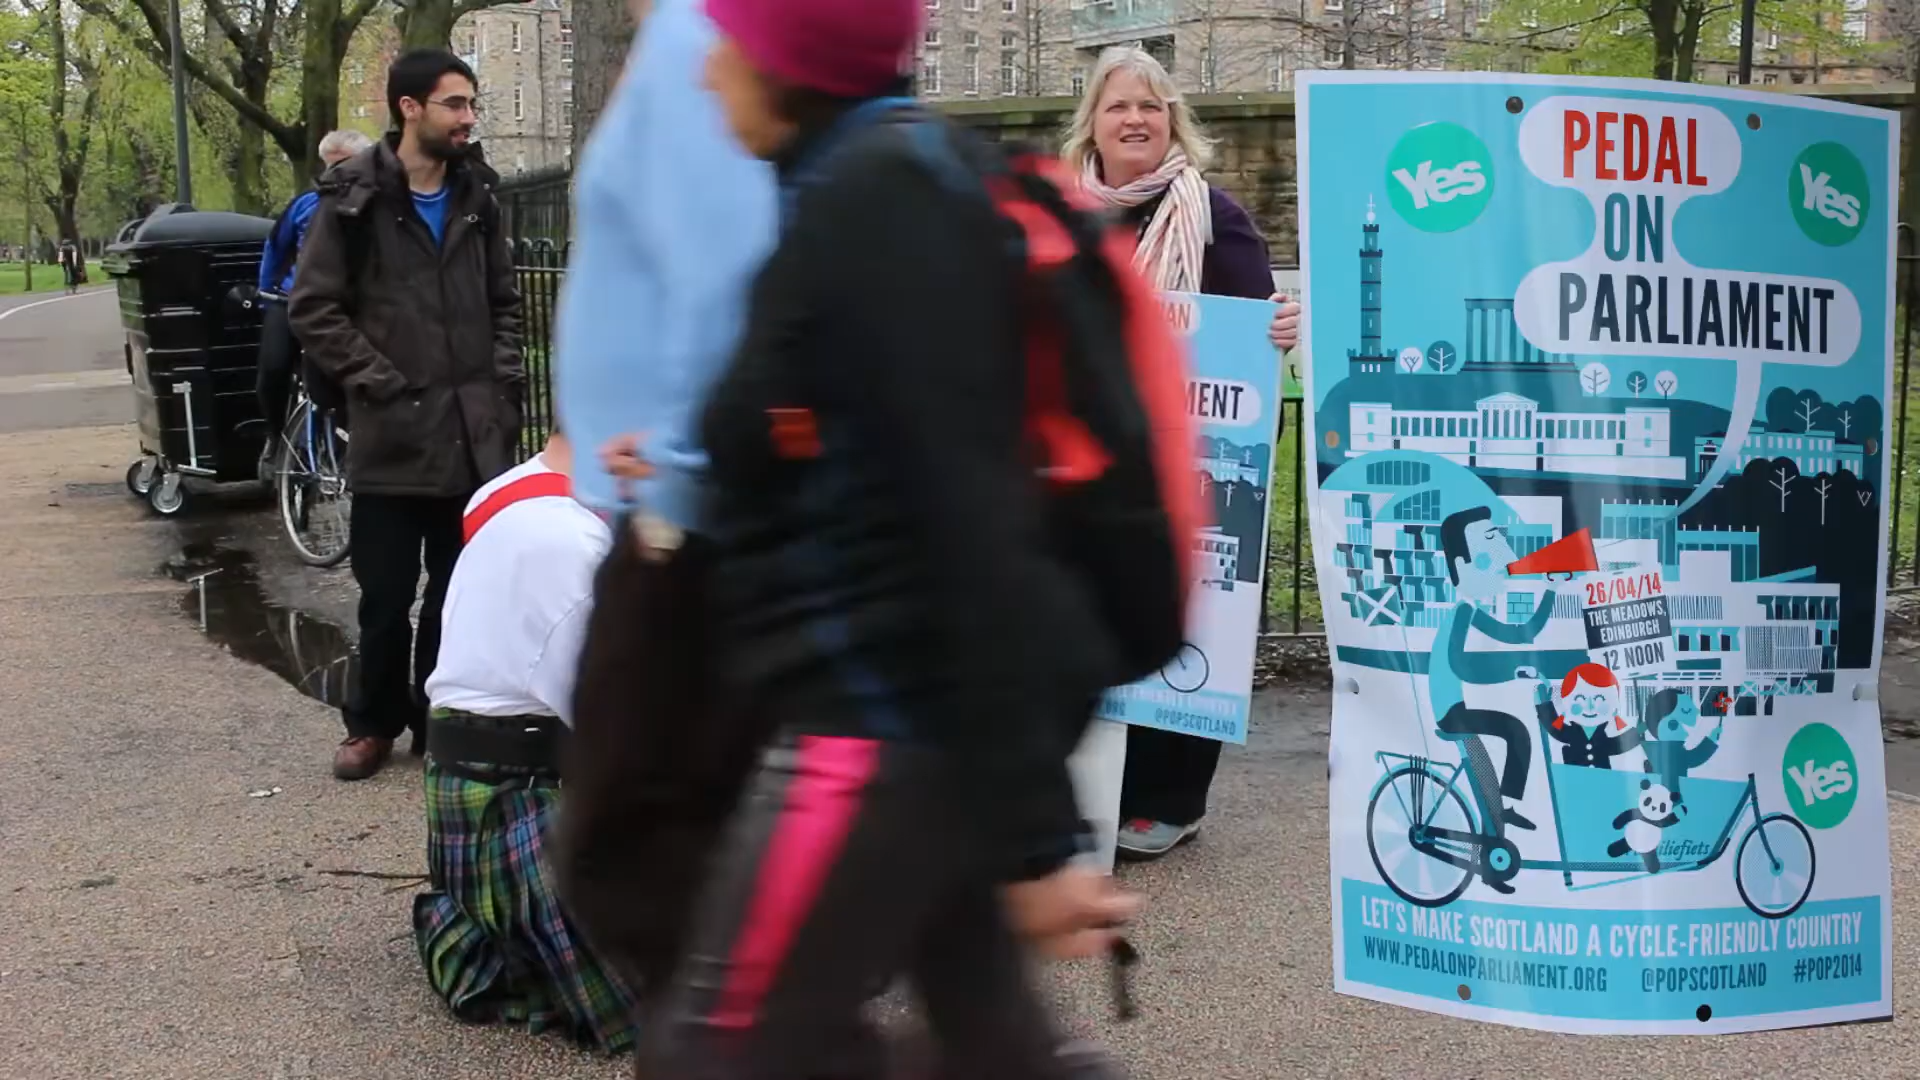 Yes
PEDAL
ON
PARLIAMENT
Yes
26/04/14
THE MEADOWS,
EDINBURGH
12 NOON
Yes
LET'S MAKE SCOTLAND A CYCLE-FRIENDLY COUNTRY
WWW.PEDALONPARLIAMENT.ORG @POPSCOTLAND #POP2014
MENT
@POPSCOTLAND